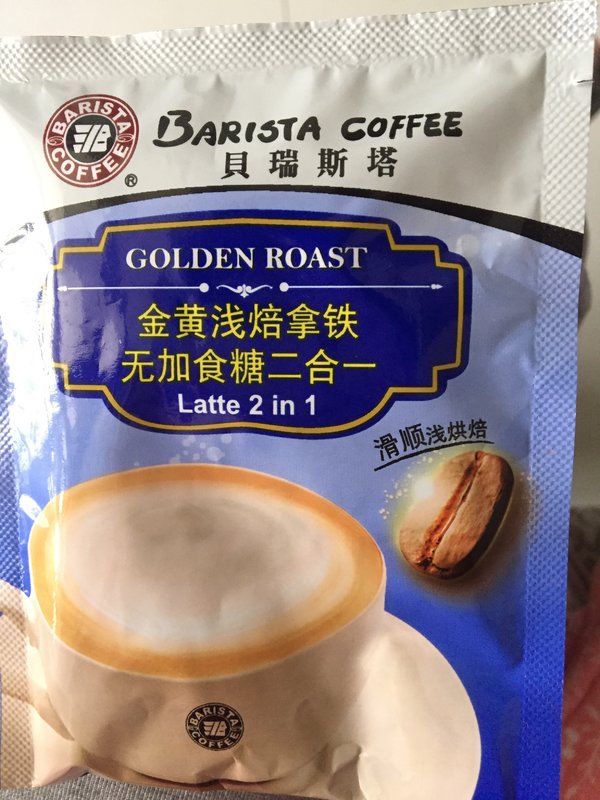 BARISTA
COFFEE
®
BARISTA COFFEE
貝瑞斯塔
GOLDEN ROAST
金黄浅焙拿铁
无加食糖二合一
Latte 2 in 1
滑顺浅烘焙
BARISTA
COFFEE